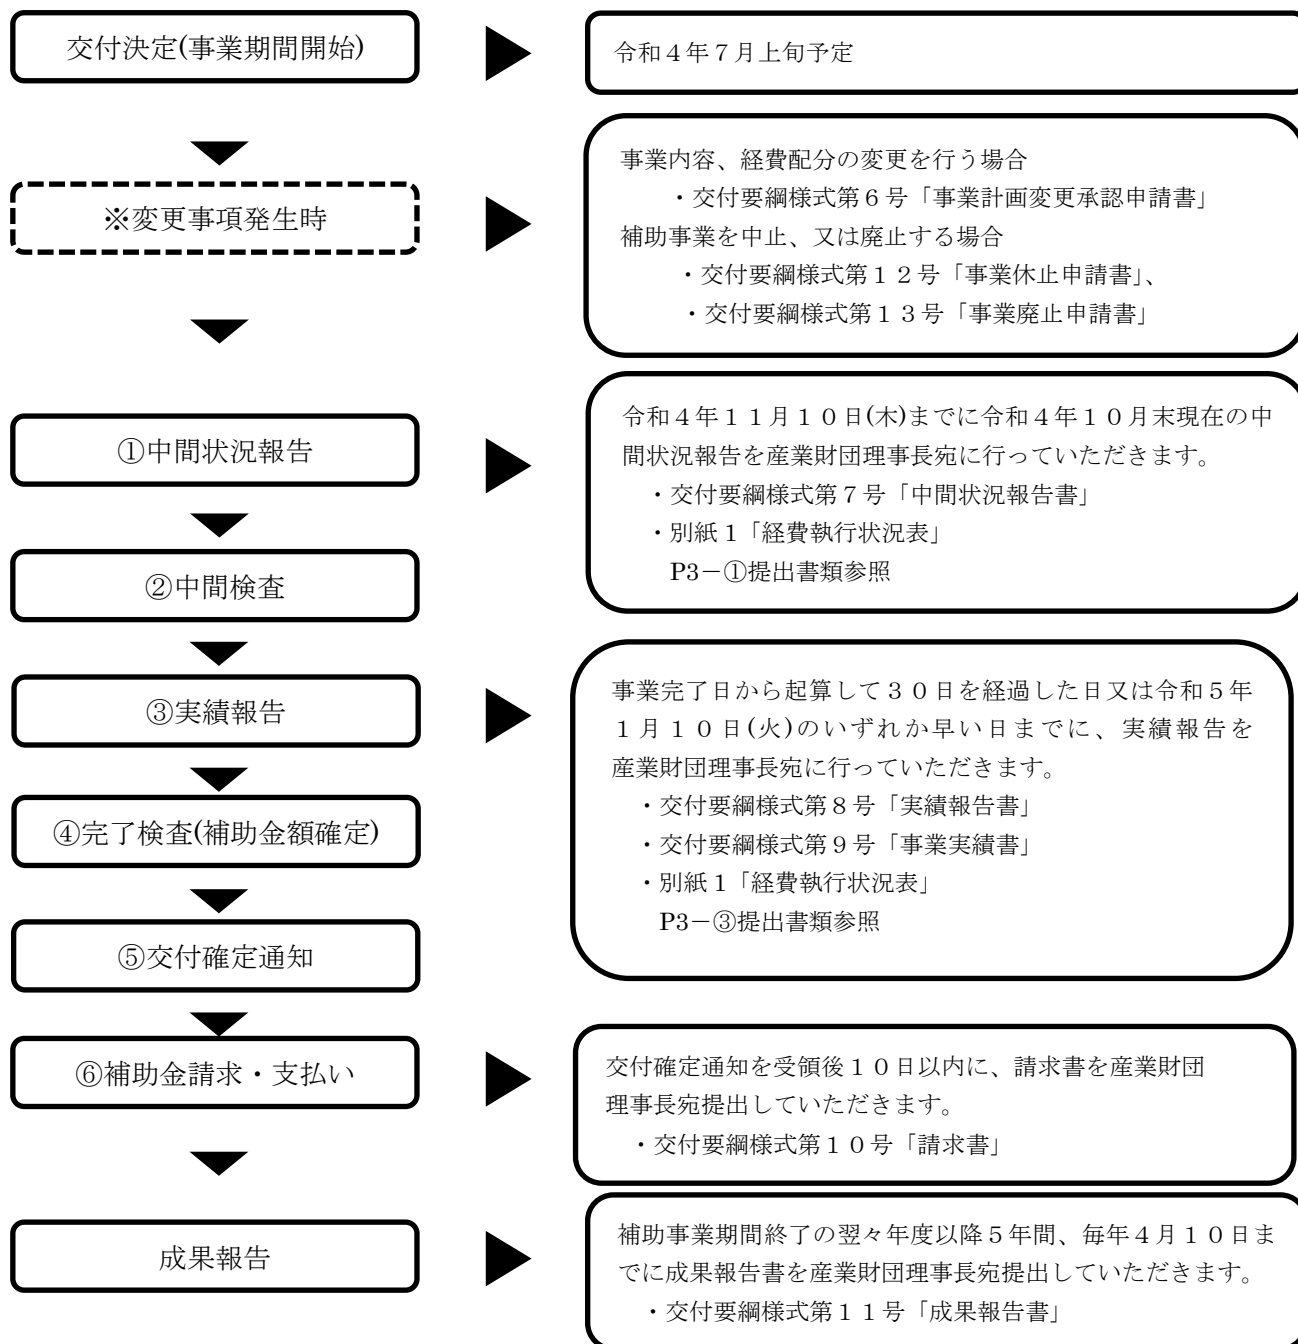 交付決定(事業期間開始)
令和４年７月上旬予定
※変更事項発生時
事業内容、経費配分の変更を行う場合
・交付要綱様式第６号「事業計画変更承認申請書」
補助事業を中止、又は廃止する場合
・交付要綱様式第１２号「事業休止申請書」、
・交付要綱様式第１３号「事業廃止申請書」
①中間状況報告
令和４年１１月１０日(木)までに令和４年１０月末現在の中
間状況報告を産業財団理事長宛に行っていただきます。
・交付要綱様式第７号「中間状況報告書」
・別紙１「経費執行状況表」
P3－①提出書類参照
②中間検査
③実績報告
事業完了日から起算して３０日を経過した日又は令和５年
１月１０日(火)のいずれか早い日までに、実績報告を
産業財団理事長宛に行っていただきます。
・交付要綱様式第８号「実績報告書」
・交付要綱様式第９号「事業実績書」
・別紙１「経費執行状況表」
P3－③提出書類参照
④完了検査(補助金額確定)
⑤交付確定通知
⑥補助金請求・支払い
交付確定通知を受領後１０日以内に、請求書を産業財団
理事長宛提出していただきます。
・交付要綱様式第１０号「請求書」
成果報告
補助事業期間終了の翌々年度以降５年間、毎年４月１０日ま
でに成果報告書を産業財団理事長宛提出していただきます。
・交付要綱様式第１１号「成果報告書」